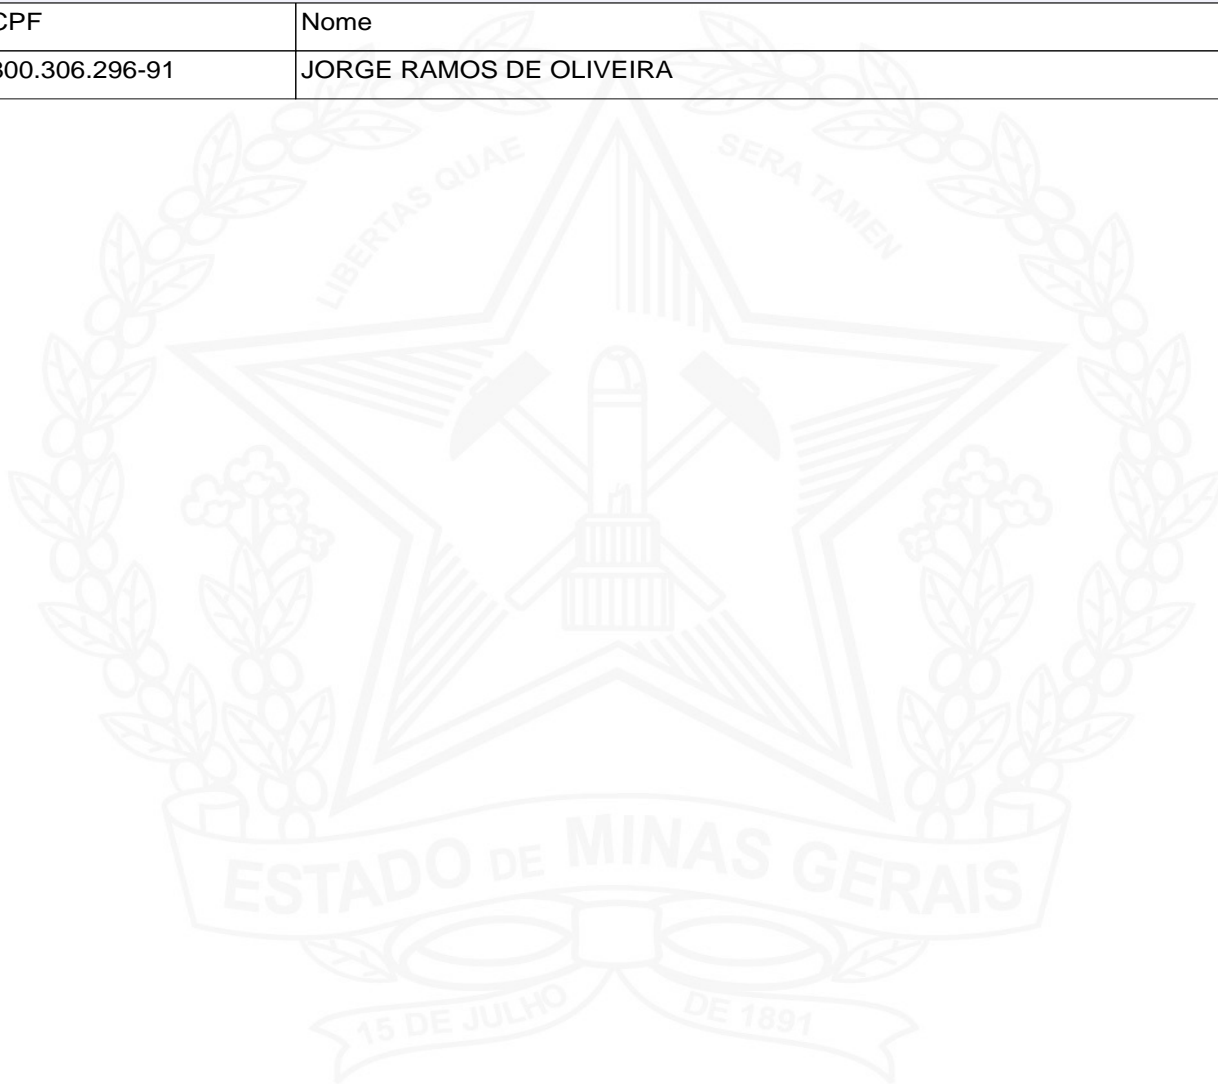 CPF Nome
300.306.296-91 JORGE RAMOS DE OLIVEIRA
LIBERTAS QUAE SERA TAMEN
ESTADO DE MINAS GERAIS
15 DE JULHO DE 1891